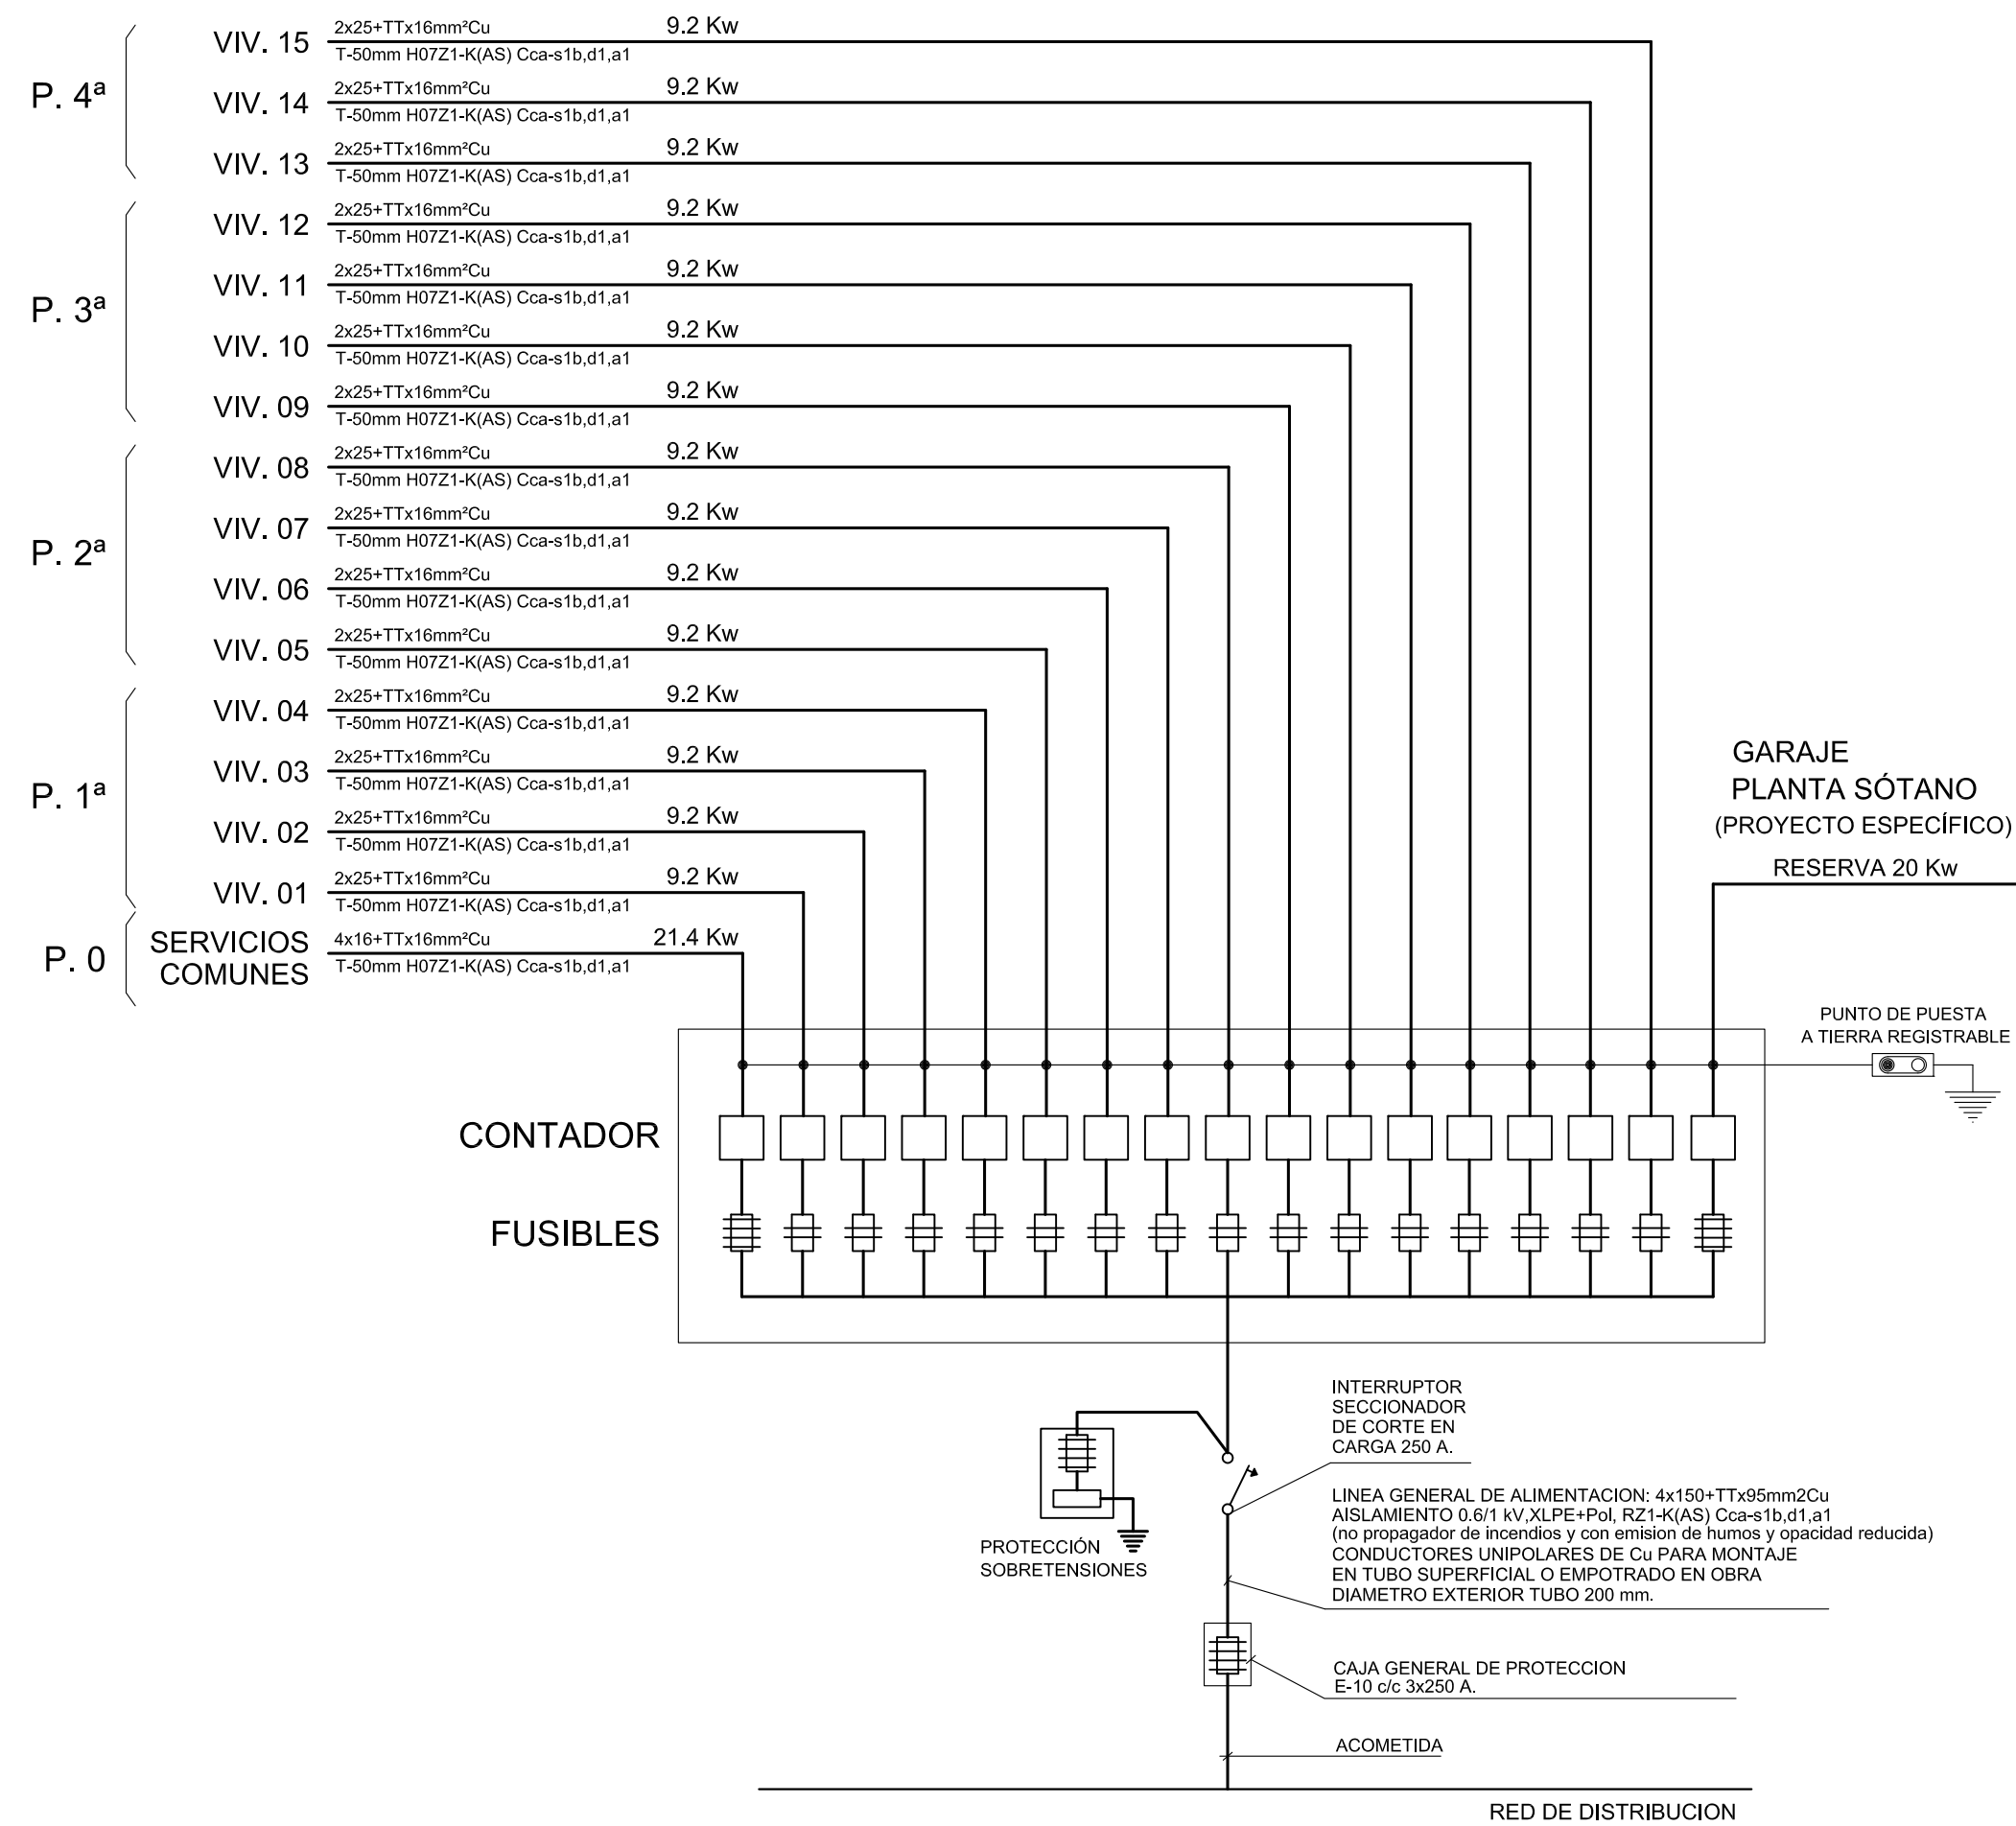 P. 4ª
VIV. 15
2x25+TTx16mm²Cu
9.2 Kw
T-50mm H07Z1-K(AS) Cca-s1b,d1,a1
VIV. 14
2x25+TTx16mm²Cu
9.2 Kw
T-50mm H07Z1-K(AS) Cca-s1b,d1,a1
VIV. 13
2x25+TTx16mm²Cu
9.2 Kw
T-50mm H07Z1-K(AS) Cca-s1b,d1,a1
P. 3ª
VIV. 12
2x25+TTx16mm²Cu
9.2 Kw
T-50mm H07Z1-K(AS) Cca-s1b,d1,a1
VIV. 11
2x25+TTx16mm²Cu
9.2 Kw
T-50mm H07Z1-K(AS) Cca-s1b,d1,a1
VIV. 10
2x25+TTx16mm²Cu
9.2 Kw
T-50mm H07Z1-K(AS) Cca-s1b,d1,a1
VIV. 09
2x25+TTx16mm²Cu
9.2 Kw
T-50mm H07Z1-K(AS) Cca-s1b,d1,a1
P. 2ª
VIV. 08
2x25+TTx16mm²Cu
9.2 Kw
T-50mm H07Z1-K(AS) Cca-s1b,d1,a1
VIV. 07
2x25+TTx16mm²Cu
9.2 Kw
T-50mm H07Z1-K(AS) Cca-s1b,d1,a1
VIV. 06
2x25+TTx16mm²Cu
9.2 Kw
T-50mm H07Z1-K(AS) Cca-s1b,d1,a1
VIV. 05
2x25+TTx16mm²Cu
9.2 Kw
T-50mm H07Z1-K(AS) Cca-s1b,d1,a1
P. 1ª
VIV. 04
2x25+TTx16mm²Cu
9.2 Kw
T-50mm H07Z1-K(AS) Cca-s1b,d1,a1
VIV. 03
2x25+TTx16mm²Cu
9.2 Kw
T-50mm H07Z1-K(AS) Cca-s1b,d1,a1
VIV. 02
2x25+TTx16mm²Cu
9.2 Kw
T-50mm H07Z1-K(AS) Cca-s1b,d1,a1
VIV. 01
2x25+TTx16mm²Cu
9.2 Kw
T-50mm H07Z1-K(AS) Cca-s1b,d1,a1
P. 0
SERVICIOS
COMUNES
4x16+TTx16mm²Cu
21.4 Kw
T-50mm H07Z1-K(AS) Cca-s1b,d1,a1
GARAJE
PLANTA SÓTANO
(PROYECTO ESPECÍFICO)
RESERVA 20 Kw
PUNTO DE PUESTA
A TIERRA REGISTRABLE
CONTADOR
FUSIBLES
INTERRUPTOR
SECCIONADOR
DE CORTE EN
CARGA 250 A.
PROTECCIÓN
SOBRETENSIONES
LINEA GENERAL DE ALIMENTACION: 4x150+TTx95mm2Cu
AISLAMIENTO 0.6/1 kV,XLPE+Pol, RZ1-K(AS) Cca-s1b,d1,a1
(no propagador de incendios y con emision de humos y opacidad reducida)
CONDUCTORES UNIPOLARES DE Cu PARA MONTAJE
EN TUBO SUPERFICIAL O EMPOTRADO EN OBRA
DIAMETRO EXTERIOR TUBO 200 mm.
CAJA GENERAL DE PROTECCION
E-10 c/c 3x250 A.
ACOMETIDA
RED DE DISTRIBUCION